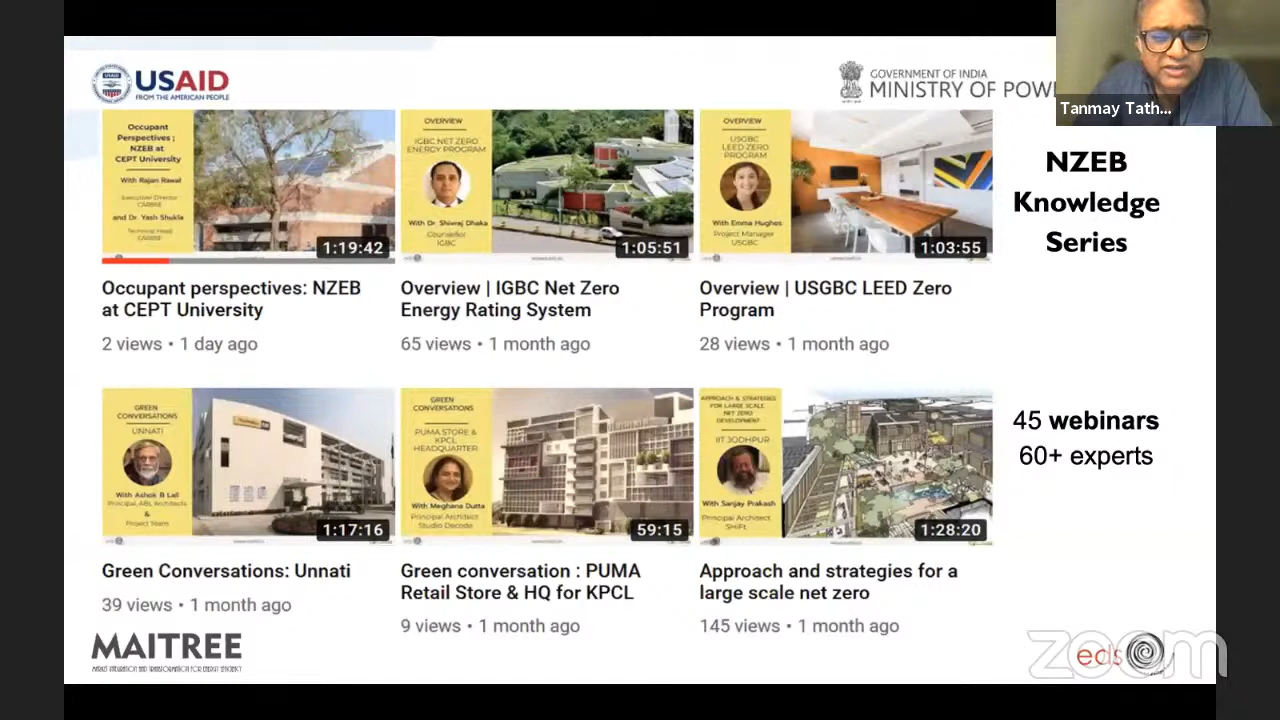 USAID
FROM THE AMERICAN PEOPLE
GOVERNMENT OF INDIA
MINISTRY OF POW
Tanmay Tath...
Occupant
Perspectives ;
NZEB at
CEPT University
With Rajan Rawal
Executive Director
CARBSE
and Dr. Yash Shukla
Technical Head
CARBSE
1:19:42
OVERVIEW
IGBC NET ZERO
ENERGY PROGRAM
With Dr. Shivraj Dhaka
Counsellor
IGBC
1:05:51
OVERVIEW
USGBC
LEED ZERO
PROGRAM
With Emma Hughes
Project Manager
USGBC
1:03:55
NZEB
Knowledge
Series
Occupant perspectives: NZEB
at CEPT University
2 views • 1 day ago
Overview | IGBC Net Zero
Energy Rating System
65 views • 1 month ago
Overview | USGBC LEED Zero
Program
28 views • 1 month ago
GREEN
CONVERSATIONS
UNNATI
With Ashok B Lall
Principal, ABL Architects
&
Project Team
1:17:16
GREEN
CONVERSATIONS
PUMA STORE &
KPCL
HEADQUARTER
With Meghana Dutta
Principal Architect
Studio Decode
59:15
APPROACH & STRATEGIES
FOR LARGE SCALE
NET ZERO
DEVELOPMENT
IIT JODHPUR
With Sanjay Prakash
Principal Architect
SHiFt
1:28:20
45 webinars
60+ experts
Green Conversations: Unnati
39 views • 1 month ago
Green conversation : PUMA
Retail Store & HQ for KPCL
9 views • 1 month ago
Approach and strategies for a
large scale net zero
145 views • 1 month ago
MAITREE
MARKET INTEGRATION AND TRANSFORMATION FOR ENERGY EFFICIENCY
eds
zoom